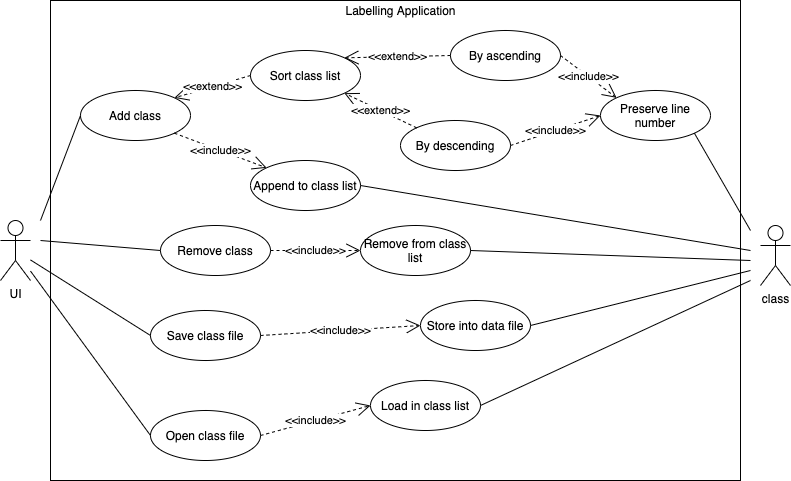 Labelling Application
<<extend>>
By ascending
Sort class list
<<include>>
<<extend>>
Add class
<<extend>>
Preserve line
number
<<include>>
By descending
<<include>>
Append to class list
Remove class
<<include>>
Remove from class
list
UI
class
Save class file
<<include>>
Store into data file
Open class file
<<include>>
Load in class list